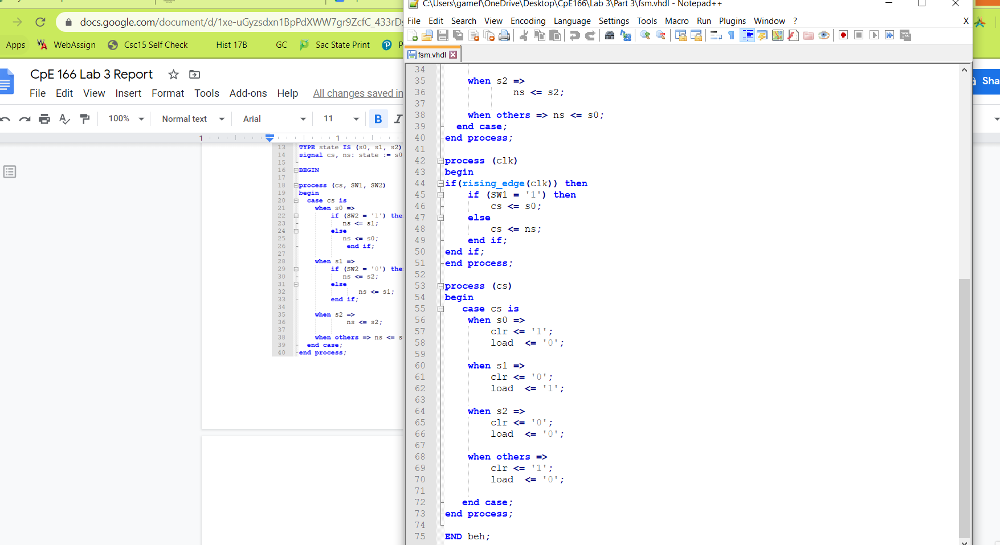 docs.google.com/document/d/1xe-uGyzsdxn1BpPdXWW7gr9ZcfC_433rDs
Apps WebAssign Csc15 Self Check Hist 17B GC Sac State Print
CpE 166 Lab 3 Report
File Edit View Insert Format Tools Add-ons Help All changes saved in
100% Normal text Arial 11 B I
1 1
13 TYPE state IS (s0, s1, s2)
14 signal cs, ns: state := s0
15
16 BEGIN
17
18 process (cs, SW1, SW2)
19 begin
20 case cs is
21 when s0 =>
22 if (SW2 = '1') the
23 ns <= s1;
24 else
25 ns <= s0;
26 end if;
27
28 when s1 =>
29 if (SW2 = '0') the
30 ns <= s2;
31 else
32 ns <= s1;
33 end if;
34
35 when s2 =>
36 ns <= s2;
37
38 when others => ns <= s
39 end case;
40 end process;
C:\Users\gamef\OneDrive\Desktop\CpE166\Lab 3\Part 3\fsm.vhdl - Notepad++
File Edit Search View Encoding Language Settings Tools Macro Run Plugins Window ? X
fsm.vhdl
34
35 when s2 =>
36 ns <= s2;
37
38 when others => ns <= s0;
39 end case;
40 end process;
41
42 process (clk)
43 begin
44 if(rising_edge(clk)) then
45 if (SW1 = '1') then
46 cs <= s0;
47 else
48 cs <= ns;
49 end if;
50 end if;
51 end process;
52
53 process (cs)
54 begin
55 case cs is
56 when s0 =>
57 clr <= '1';
58 load <= '0';
59
60 when s1 =>
61 clr <= '0';
62 load <= '1';
63
64 when s2 =>
65 clr <= '0';
66 load <= '0';
67
68 when others =>
69 clr <= '1';
70 load <= '0';
71
72 end case;
73 end process;
74
75 END beh;
Sha